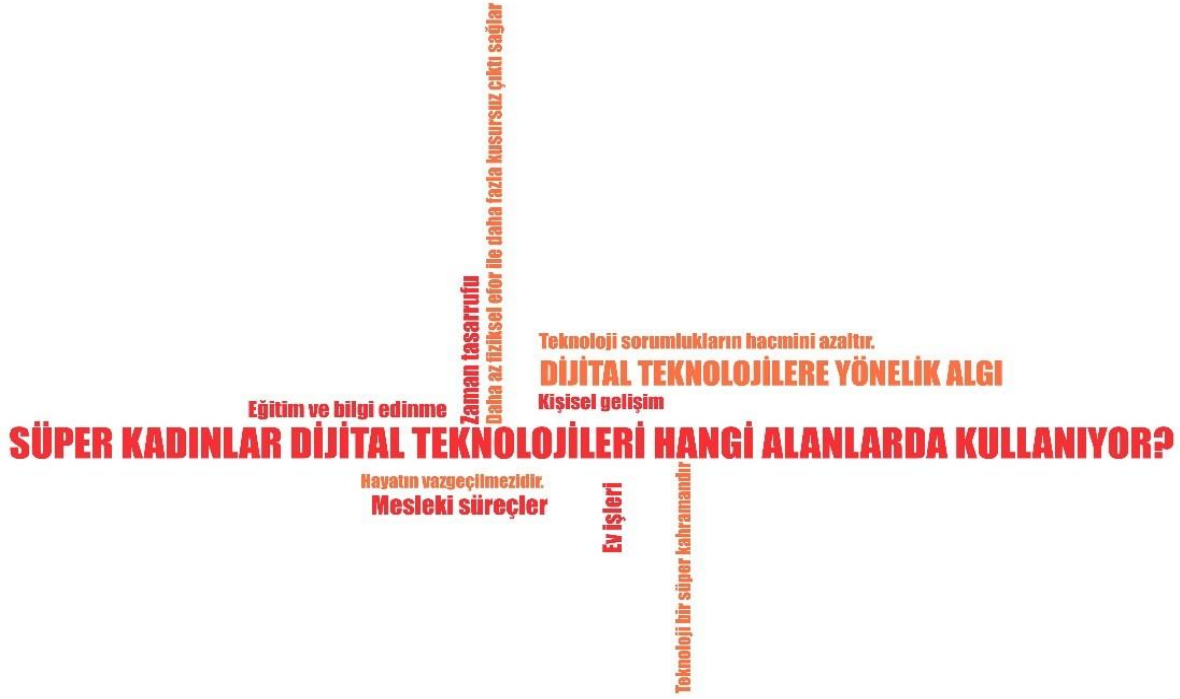 Daha az fiziksel efor ile daha fazla kusursuz çıktı sağlar
Zaman tasarrufu
Teknoloji sorumlukların hacmini azaltır.
DİJİTAL TEKNOLOJİLERE YÖNELİK ALGI
Kişisel gelişim
Eğitim ve bilgi edinme
SÜPER KADINLAR DİJİTAL TEKNOLOJİLERİ HANGİ ALANLARDA KULLANIYOR?
Hayatın vazgeçilmezidir.
Mesleki süreçler
Ev işleri
Teknoloji bir süper kahramandır